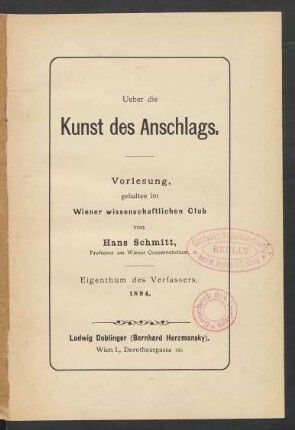 Ueber die
Kunst des Anschlags.
Vorlesung,
gehalten im
Wiener wissenschaftlichen Club
von
Hans Schmitt,
Professor am Wiener Conservatorium.
Eigenthum des Verfassers.
1894.
Ludwig Doblinger (Bernhard Herzmansky).
Wien I., Dorotheergasse 10.
BERLIN